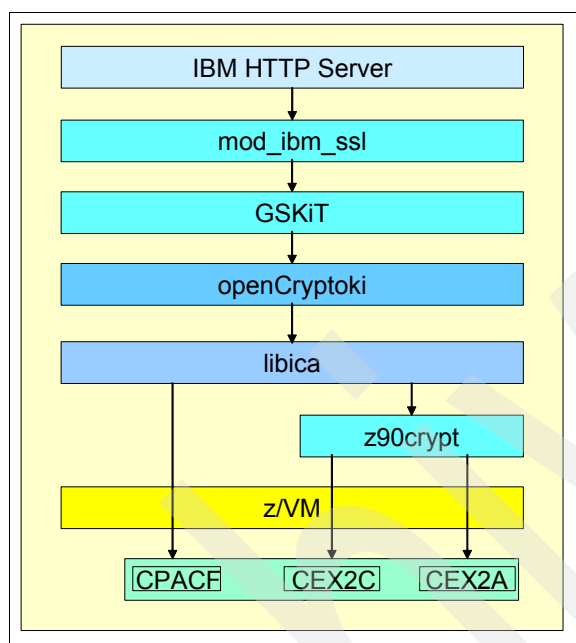 IBM HTTP Server
mod_ibm_ssl
GSKiT
openCryptoki
libica
z90crypt
z/VM
CPACF CEX2C CEX2A